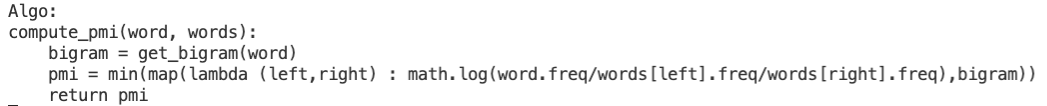 Algo:
compute_pmi(word, words):
    bigram = get_bigram(word)
    pmi = min(map(lambda (left,right) : math.log(word.freq/words[left].freq/words[right].freq),bigram))
_   return pmi